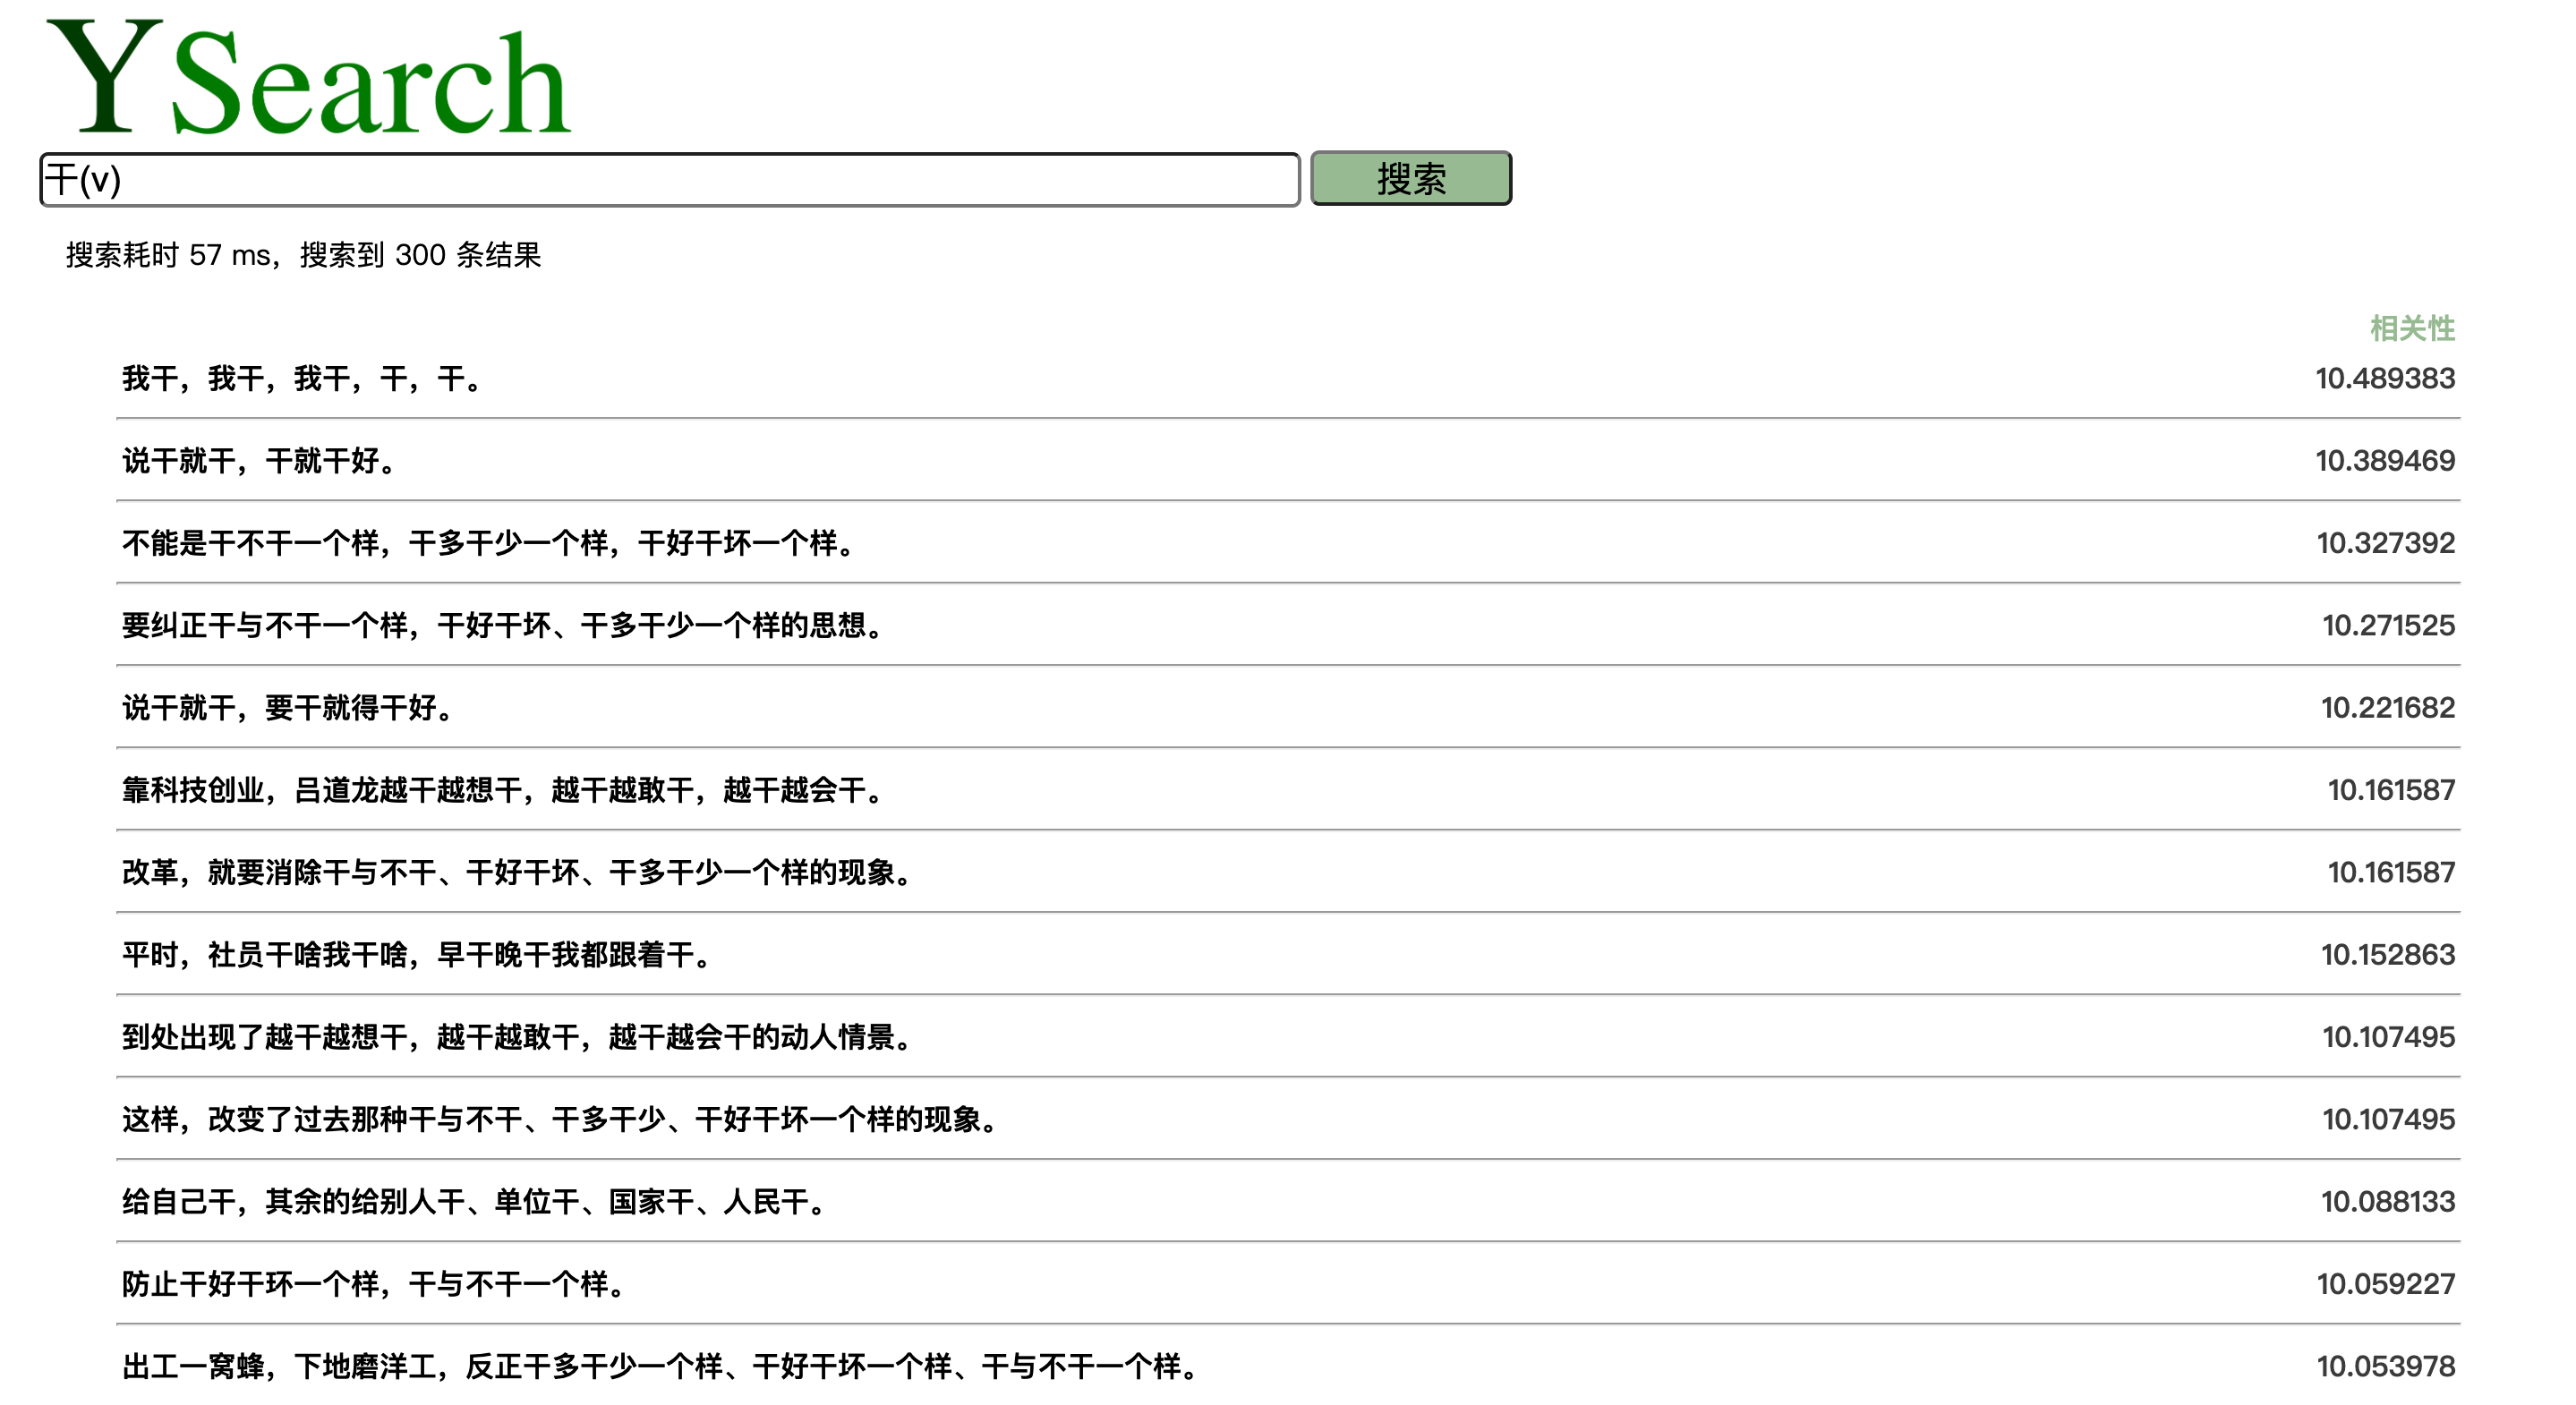 YSearch
干(v) 搜索
搜索耗时 57 ms，搜索到 300 条结果
相关性
我干，我干，我干，干，干。 10.489383
说干就干，干就干好。 10.389469
不能是干不干一个样，干多干少一个样，干好干坏一个样。 10.327392
要纠正干与不干一个样，干好干坏、干多干少一个样的思想。 10.271525
说干就干，要干就得干好。 10.221682
靠科技创业，吕道龙越干越想干，越干越敢干，越干越会干。 10.161587
改革，就要消除干与不干、干好干坏、干多干少一个样的现象。 10.161587
平时，社员干啥我干啥，早干晚干我都跟着干。 10.152863
到处出现了越干越想干，越干越敢干，越干越会干的动人情景。 10.107495
这样，改变了过去那种干与不干、干多干少、干好干坏一个样的现象。 10.107495
给自己干，其余的给别人干、单位干、国家干、人民干。 10.088133
防止干好干环一个样，干与不干一个样。 10.059227
出工一窝蜂，下地磨洋工，反正干多干少一个样、干好干坏一个样、干与不干一个样。 10.053978